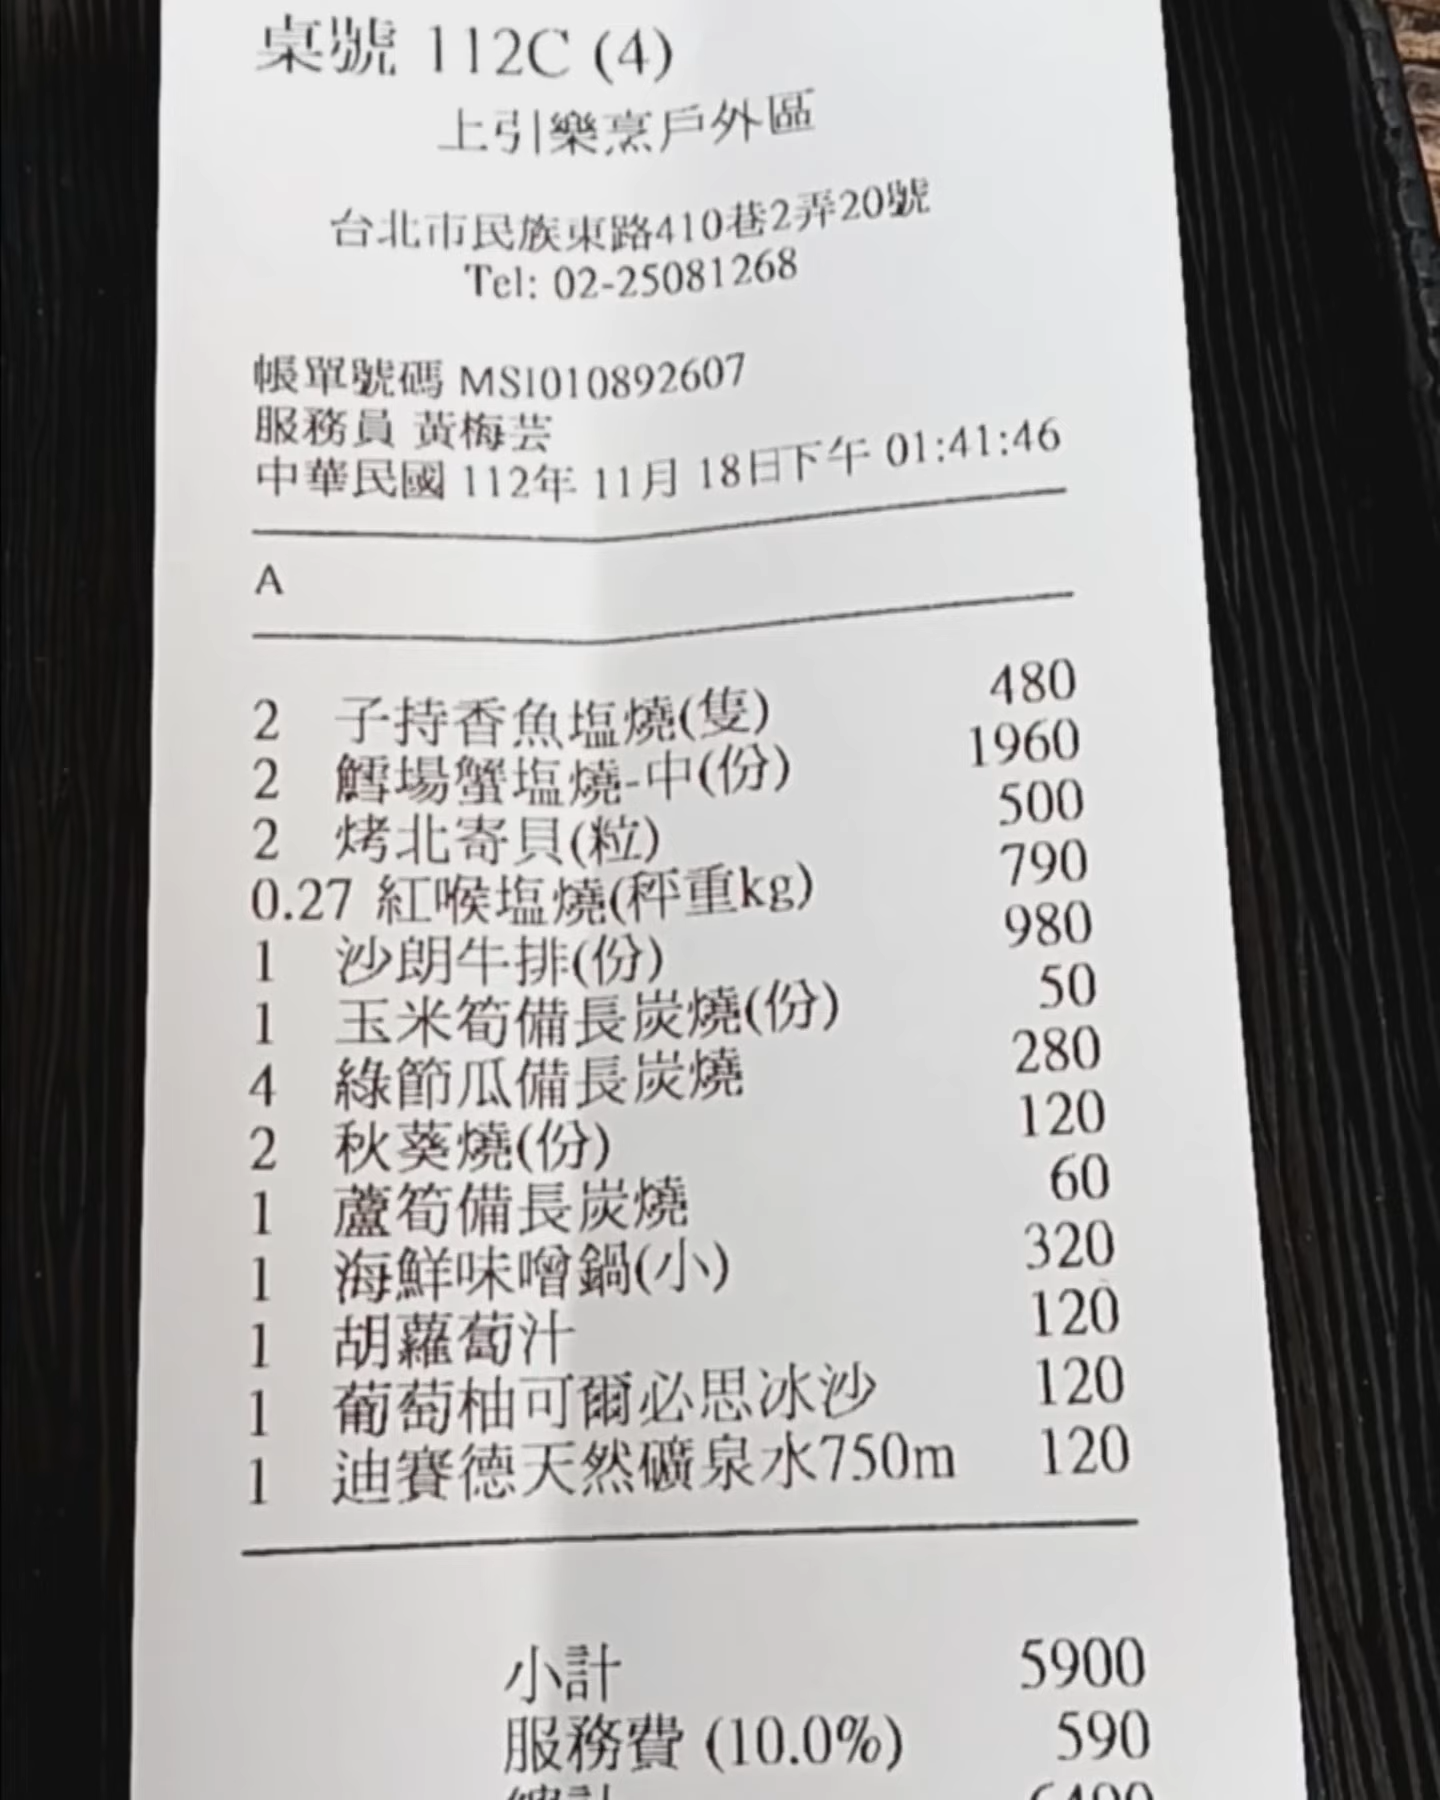 桌號 112C (4)
上引樂烹戶外區
台北市民族東路410巷2弄20號
Tel: 02-25081268
帳單號碼 MSI010892607
服務員 黃梅芸
中華民國 112年 11月 18日下午 01:41:46
A
2 子持香魚塩燒(隻) 480
2 鱈場蟹塩燒-中(份) 1960
2 烤北寄貝(粒) 500
0.27 紅喉塩燒(秤重kg) 790
1 沙朗牛排(份) 980
1 玉米筍備長炭燒(份) 50
4 綠節瓜備長炭燒 280
2 秋葵燒(份) 120
1 蘆筍備長炭燒 60
1 海鮮味噌鍋(小) 320
1 胡蘿蔔汁 120
1 葡萄柚可爾必思冰沙 120
1 迪賽德天然礦泉水750m 120
小計 5900
服務費 (10.0%) 590
總計 6490